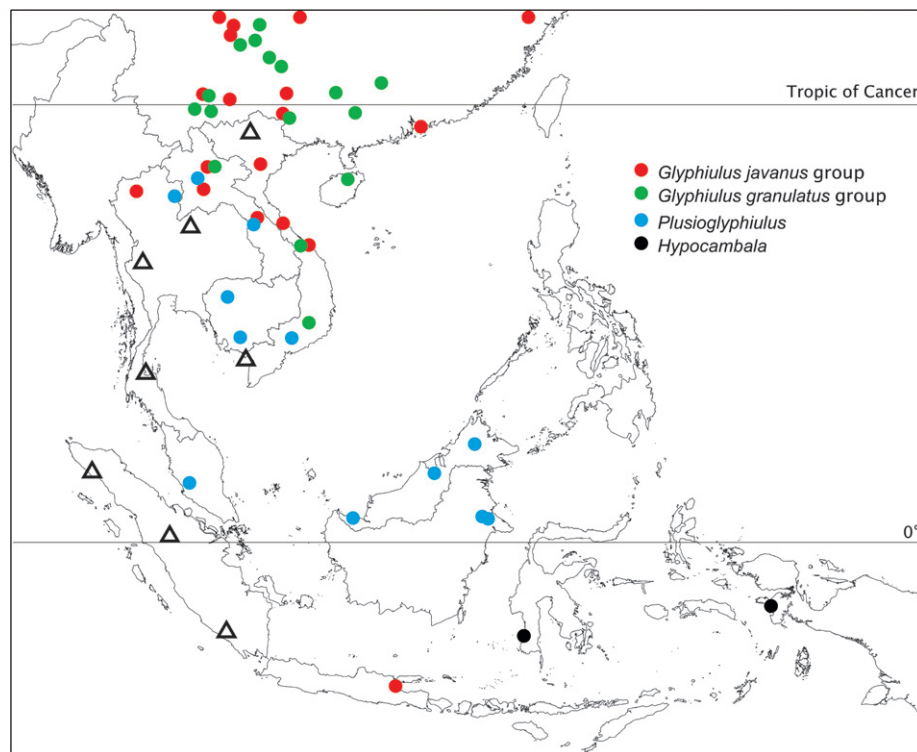 Tropic of Cancer
Glyphiulus javanus group
Glyphiulus granulatus group
Plusioglyphiulus
Hypocambala
0°